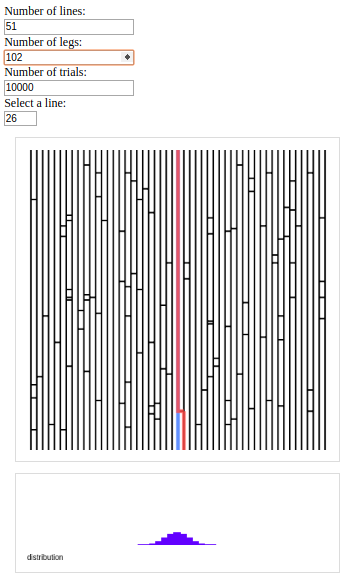 Number of lines:
51
Number of legs:
102
Number of trials:
10000
Select a line:
26
distribution